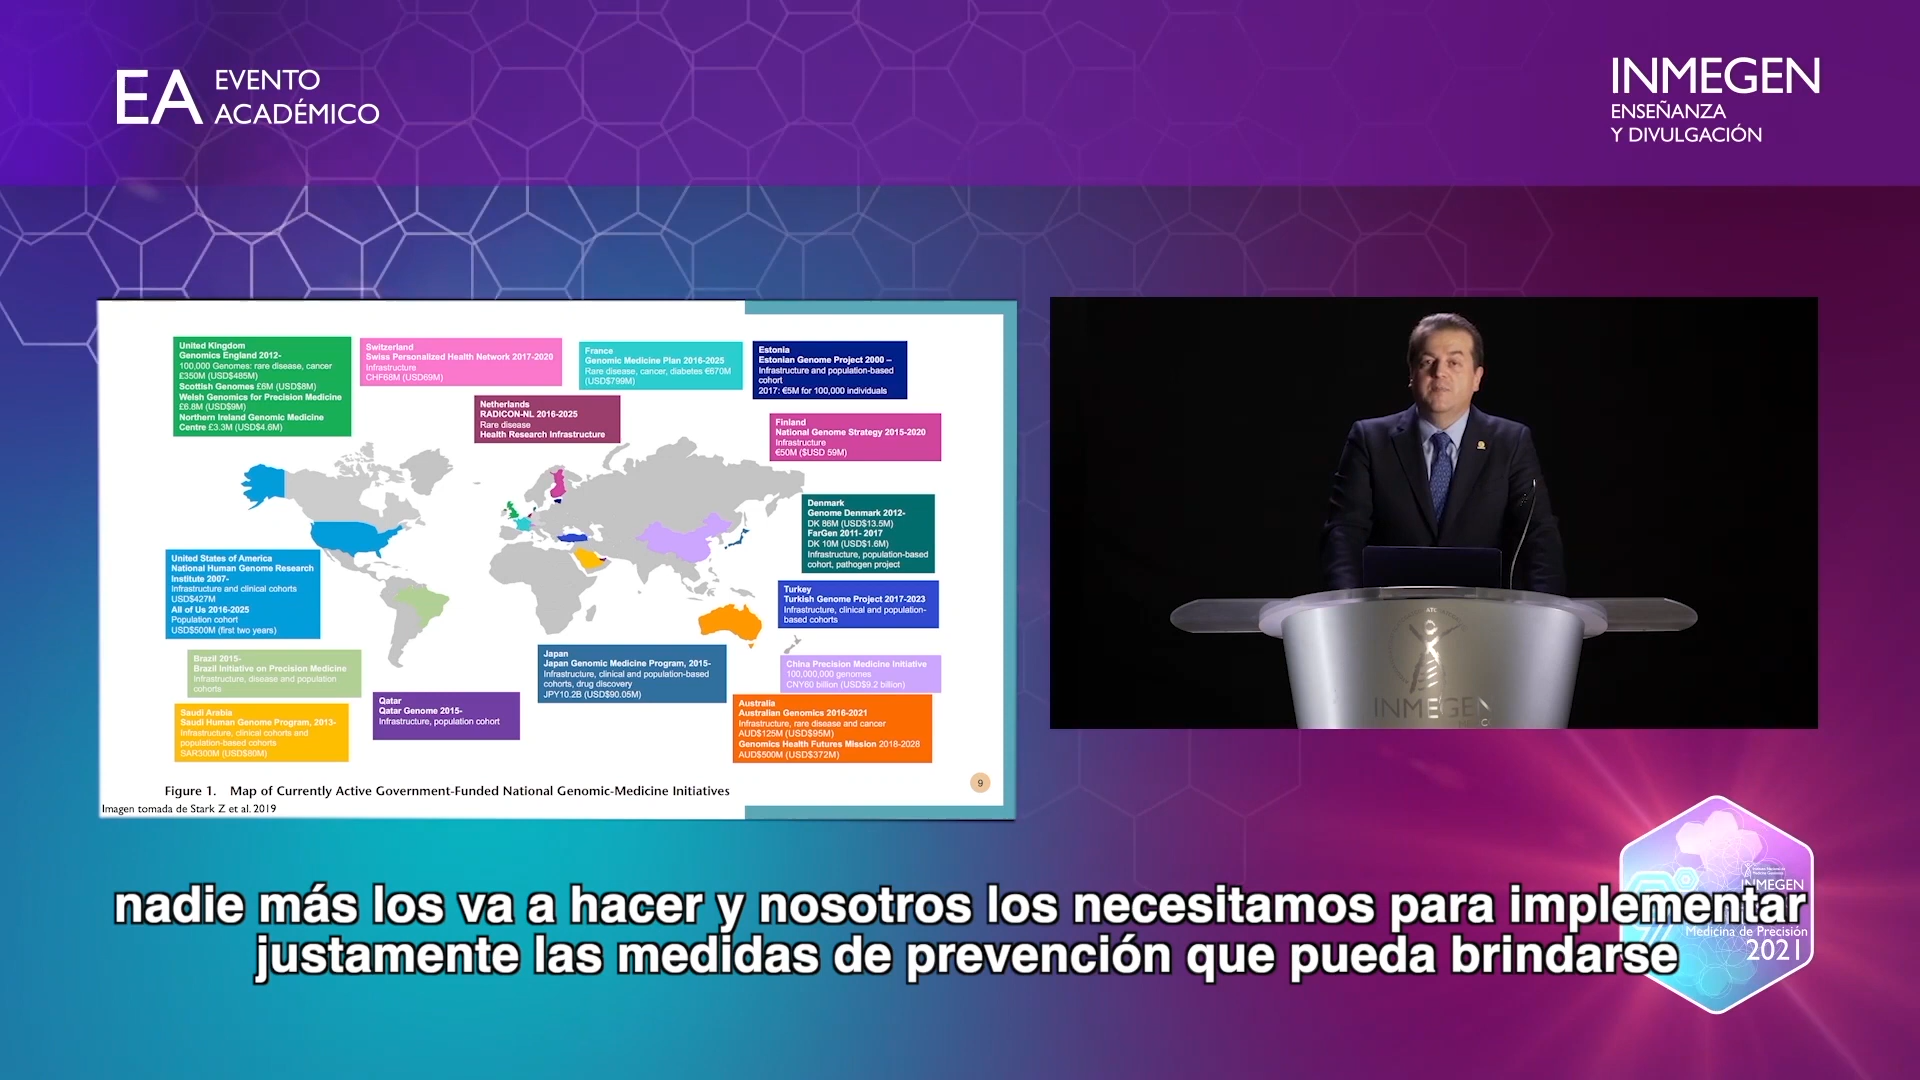 EA EVENTO
ACADÉMICO
INMEGEN
ENSEÑANZA
Y DIVULGACIÓN
United Kingdom
Genomics England 2012-
100,000 Genomes: rare disease, cancer
£350M (USD$485M)
Scottish Genomes £6M (USD$8M)
Welsh Genomics for Precision Medicine
£6.8M (USD$9M)
Northern Ireland Genomic Medicine
Centre £3.3M (USD$4.6M)
Switzerland
Swiss Personalized Health Network 2017-2020
Infrastructure
CHF68M (USD69M)
France
Genomic Medicine Plan 2016-2025
Rare disease, cancer, diabetes €670M
(USD$799M)
Estonia
Estonian Genome Project 2000 –
Infrastructure and population-based
cohort
2017: €5M for 100,000 individuals
Netherlands
RADICON-NL 2016-2025
Rare disease
Health Research Infrastructure
Finland
National Genome Strategy 2015-2020
Infrastructure
€50M ($USD 59M)
Denmark
Genome Denmark 2012-
DK 86M (USD$13.5M)
FarGen 2011- 2017
DK 10M (USD$1.6M)
Infrastructure, population-based
cohort, pathogen project
United States of America
National Human Genome Research
Institute 2007-
Infrastructure and clinical cohorts
USD$427M
All of Us 2016-2025
Population cohort
USD$500M (first two years)
Turkey
Turkish Genome Project 2017-2023
Infrastructure, clinical and population-
based cohorts
Brazil 2015-
Brazil Initiative on Precision Medicine
Infrastructure, disease and population
cohorts
Japan
Japan Genomic Medicine Program, 2015-
Infrastructure, clinical and population-based
cohorts, drug discovery
JPY10.2B (USD$90.05M)
China Precision Medicine Initiative
100,000,000 genomes
CNY60 billion (USD$9.2 billion)
Qatar
Qatar Genome 2015-
Infrastructure, population cohort
Saudi Arabia
Saudi Human Genome Program, 2013-
Infrastructure, clinical cohorts and
population-based cohorts
SAR300M (USD$80M)
Australia
Australian Genomics 2016-2021
Infrastructure, rare disease and cancer
AUD$125M (USD$95M)
Genomics Health Futures Mission 2018-2028
AUD$500M (USD$372M)
Figure 1. Map of Currently Active Government-Funded National Genomic-Medicine Initiatives
9
Imagen tomada de Stark Z et al. 2019
INMEGEN
nadie más los va a hacer y nosotros los necesitamos para implementar
justamente las medidas de prevención que pueda brindarse
INMEGEN
Medicina de Precisión
2021